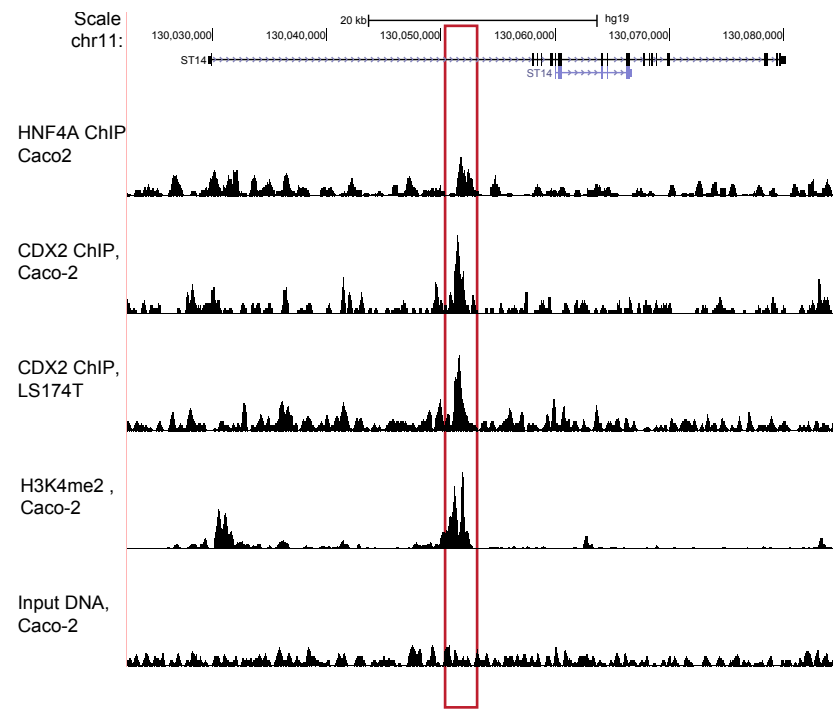 Scale
20 kb
hg19
chr11:
130,030,000
130,040,000
130,050,000
130,060,000
130,070,000
130,080,000
ST14
ST14
HNF4A ChIP
Caco2
CDX2 ChIP,
Caco-2
CDX2 ChIP,
LS174T
H3K4me2 ,
Caco-2
Input DNA,
Caco-2